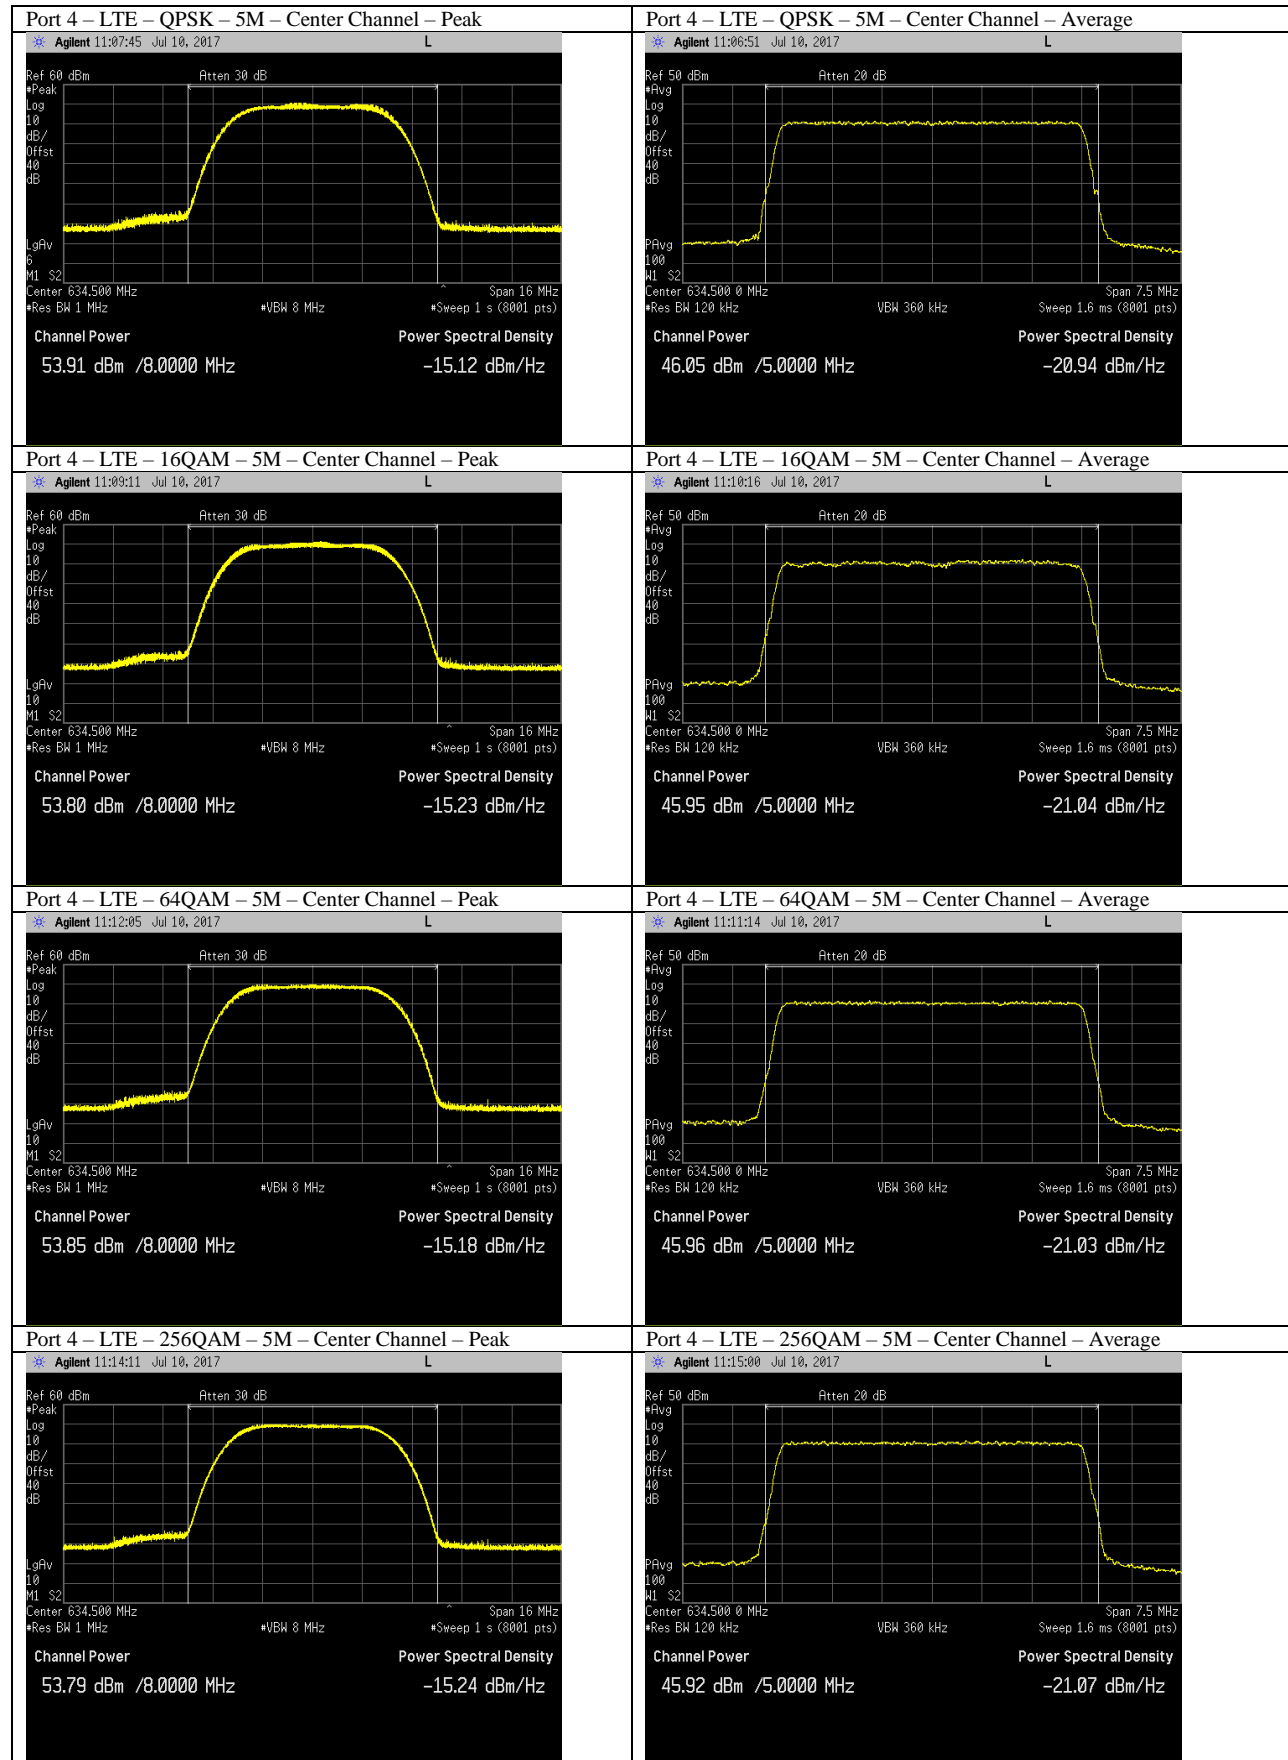 Port 4 – LTE – QPSK – 5M – Center Channel – Peak
Agilent 11:07:45 Jul 10, 2017 L
Ref 60 dBm Atten 30 dB
#Peak
Log
10
dB/
Offst
40
dB
LgAv
6
M1 S2
Center 634.500 MHz Span 16 MHz
#Res BW 1 MHz #VBW 8 MHz #Sweep 1 s (8001 pts)
Channel Power Power Spectral Density
53.91 dBm /8.0000 MHz -15.12 dBm/Hz
Port 4 – LTE – QPSK – 5M – Center Channel – Average
Agilent 11:06:51 Jul 10, 2017 L
Ref 50 dBm Atten 20 dB
#Avg
Log
10
dB/
Offst
40
dB
PAvg
100
W1 S2
Center 634.500 0 MHz Span 7.5 MHz
#Res BW 120 kHz VBW 360 kHz Sweep 1.6 ms (8001 pts)
Channel Power Power Spectral Density
46.05 dBm /5.0000 MHz -20.94 dBm/Hz
Port 4 – LTE – 16QAM – 5M – Center Channel – Peak
Agilent 11:09:11 Jul 10, 2017 L
Ref 60 dBm Atten 30 dB
#Peak
Log
10
dB/
Offst
40
dB
LgAv
10
M1 S2
Center 634.500 MHz Span 16 MHz
#Res BW 1 MHz #VBW 8 MHz #Sweep 1 s (8001 pts)
Channel Power Power Spectral Density
53.80 dBm /8.0000 MHz -15.23 dBm/Hz
Port 4 – LTE – 16QAM – 5M – Center Channel – Average
Agilent 11:10:16 Jul 10, 2017 L
Ref 50 dBm Atten 20 dB
#Avg
Log
10
dB/
Offst
40
dB
PAvg
100
W1 S2
Center 634.500 0 MHz Span 7.5 MHz
#Res BW 120 kHz VBW 360 kHz Sweep 1.6 ms (8001 pts)
Channel Power Power Spectral Density
45.95 dBm /5.0000 MHz -21.04 dBm/Hz
Port 4 – LTE – 64QAM – 5M – Center Channel – Peak
Agilent 11:12:05 Jul 10, 2017 L
Ref 60 dBm Atten 30 dB
#Peak
Log
10
dB/
Offst
40
dB
LgAv
10
M1 S2
Center 634.500 MHz Span 16 MHz
#Res BW 1 MHz #VBW 8 MHz #Sweep 1 s (8001 pts)
Channel Power Power Spectral Density
53.85 dBm /8.0000 MHz -15.18 dBm/Hz
Port 4 – LTE – 64QAM – 5M – Center Channel – Average
Agilent 11:11:14 Jul 10, 2017 L
Ref 50 dBm Atten 20 dB
#Avg
Log
10
dB/
Offst
40
dB
PAvg
100
W1 S2
Center 634.500 0 MHz Span 7.5 MHz
#Res BW 120 kHz VBW 360 kHz Sweep 1.6 ms (8001 pts)
Channel Power Power Spectral Density
45.96 dBm /5.0000 MHz -21.03 dBm/Hz
Port 4 – LTE – 256QAM – 5M – Center Channel – Peak
Agilent 11:14:11 Jul 10, 2017 L
Ref 60 dBm Atten 30 dB
#Peak
Log
10
dB/
Offst
40
dB
LgAv
10
M1 S2
Center 634.500 MHz Span 16 MHz
#Res BW 1 MHz #VBW 8 MHz #Sweep 1 s (8001 pts)
Channel Power Power Spectral Density
53.79 dBm /8.0000 MHz -15.24 dBm/Hz
Port 4 – LTE – 256QAM – 5M – Center Channel – Average
Agilent 11:15:00 Jul 10, 2017 L
Ref 50 dBm Atten 20 dB
#Avg
Log
10
dB/
Offst
40
dB
PAvg
100
W1 S2
Center 634.500 0 MHz Span 7.5 MHz
#Res BW 120 kHz VBW 360 kHz Sweep 1.6 ms (8001 pts)
Channel Power Power Spectral Density
45.92 dBm /5.0000 MHz -21.07 dBm/Hz